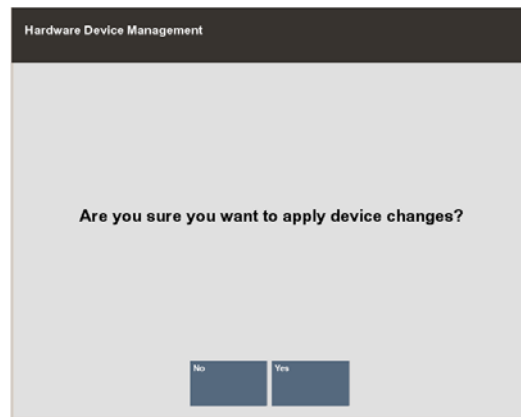 Hardware Device Management
Are you sure you want to apply device changes?
No
Yes